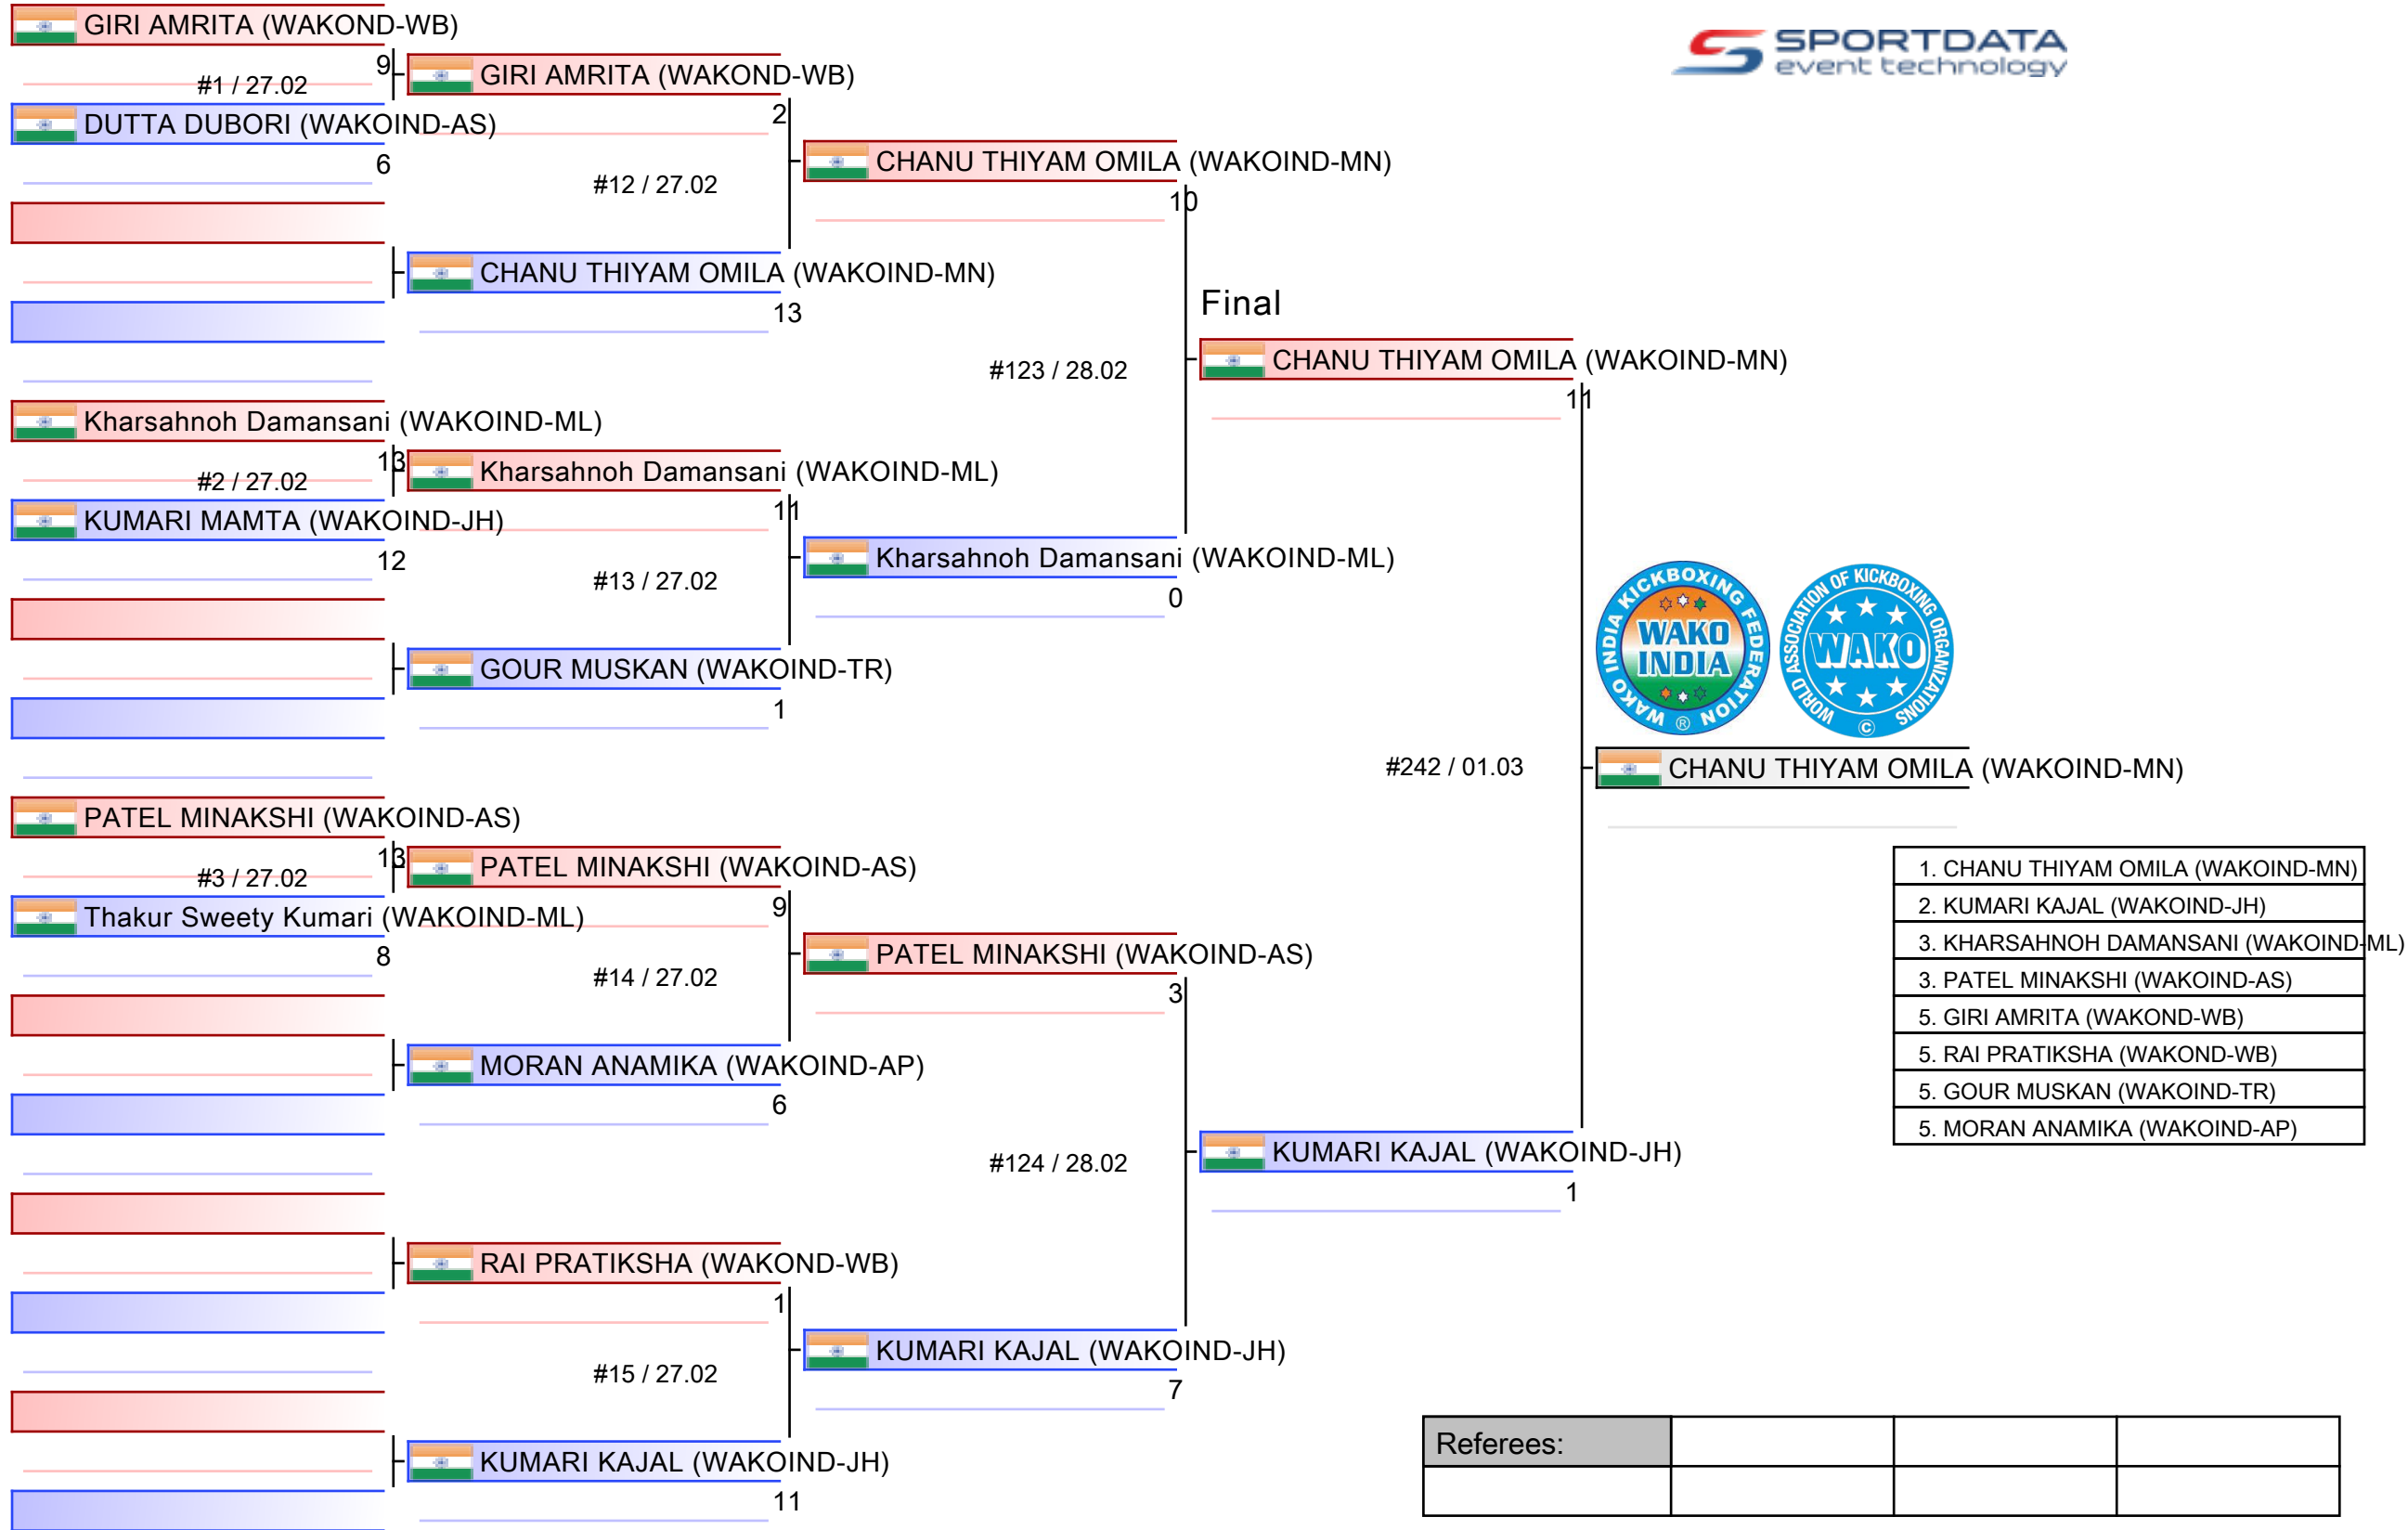 GIRI AMRITA (WAKOND-WB)
9
#1 / 27.02
DUTTA DUBORI (WAKOIND-AS)
6
Kharsahnoh Damansani (WAKOIND-ML)
13
#2 / 27.02
KUMARI MAMTA (WAKOIND-JH)
12
PATEL MINAKSHI (WAKOIND-AS)
13
#3 / 27.02
Thakur Sweety Kumari (WAKOIND-ML)
8
GIRI AMRITA (WAKOND-WB)
2
#12 / 27.02
CHANU THIYAM OMILA (WAKOIND-MN)
13
Kharsahnoh Damansani (WAKOIND-ML)
11
#13 / 27.02
GOUR MUSKAN (WAKOIND-TR)
1
PATEL MINAKSHI (WAKOIND-AS)
9
#14 / 27.02
MORAN ANAMIKA (WAKOIND-AP)
6
RAI PRATIKSHA (WAKOND-WB)
1
#15 / 27.02
KUMARI KAJAL (WAKOIND-JH)
11
CHANU THIYAM OMILA (WAKOIND-MN)
10
#123 / 28.02
Kharsahnoh Damansani (WAKOIND-ML)
0
PATEL MINAKSHI (WAKOIND-AS)
3
#124 / 28.02
KUMARI KAJAL (WAKOIND-JH)
7
Final
CHANU THIYAM OMILA (WAKOIND-MN)
11
#242 / 01.03
KUMARI KAJAL (WAKOIND-JH)
1
SPORTDATA
event technology
WAKO INDIA KICKBOXING FEDERATION
WAKO
INDIA
®
WORLD ASSOCIATION OF KICKBOXING ORGANIZATIONS
WAKO
©
CHANU THIYAM OMILA (WAKOIND-MN)
1. CHANU THIYAM OMILA (WAKOIND-MN)
2. KUMARI KAJAL (WAKOIND-JH)
3. KHARSAHNOH DAMANSANI (WAKOIND-ML)
3. PATEL MINAKSHI (WAKOIND-AS)
5. GIRI AMRITA (WAKOND-WB)
5. RAI PRATIKSHA (WAKOND-WB)
5. GOUR MUSKAN (WAKOIND-TR)
5. MORAN ANAMIKA (WAKOIND-AP)
Referees: